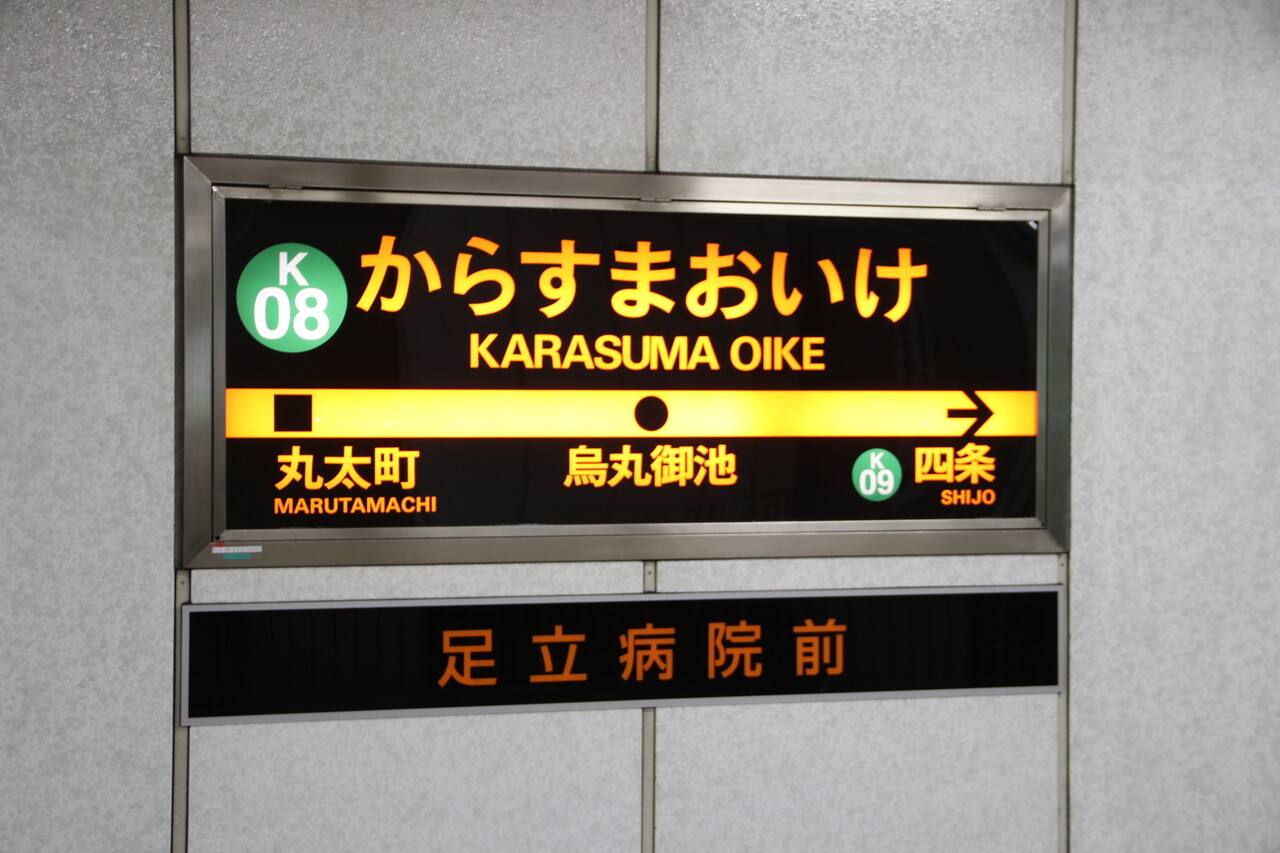 K
08
からすまおいけ
KARASUMA OIKE
丸太町
MARUTAMACHI
烏丸御池
K
09
四条
SHIJO
足立病院前